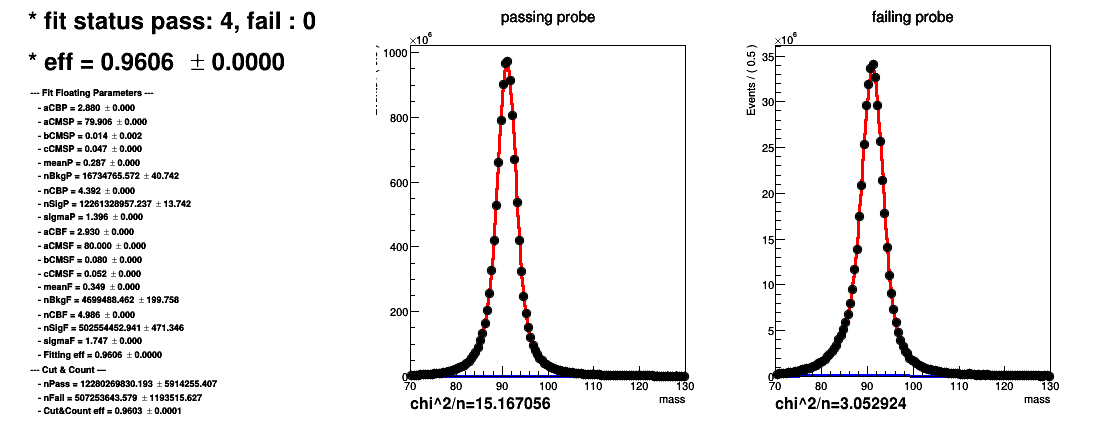 * fit status pass: 4, fail : 0
* eff = 0.9606 ± 0.0000
--- Fit Floating Parameters ---
- aCBP = 2.880 ± 0.000
- aCMSP = 79.906 ± 0.000
- bCMSP = 0.014 ± 0.002
- cCMSP = 0.047 ± 0.000
- meanP = 0.287 ± 0.000
- nBkgP = 16734765.572 ± 40.742
- nCBP = 4.392 ± 0.000
- nSigP = 12261328957.237 ± 13.742
- sigmaP = 1.396 ± 0.000
- aCBF = 2.930 ± 0.000
- aCMSF = 80.000 ± 0.000
- bCMSF = 0.080 ± 0.000
- cCMSF = 0.052 ± 0.000
- meanF = 0.349 ± 0.000
- nBkgF = 4699488.462 ± 199.758
- nCBF = 4.986 ± 0.000
- nSigF = 502554452.941 ± 471.346
- sigmaF = 1.747 ± 0.000
- Fitting eff = 0.9606 ± 0.0000
--- Cut & Count ---
- nPass = 12280269830.193 ± 5914255.407
- nFail = 507253643.579 ± 1193515.627
- Cut&Count eff = 0.9603 ± 0.0001
passing probe
×10⁶
1000
800
600
400
200
0
70 80 90 100 110 120 130
mass
chi^2/n=15.167056
failing probe
×10⁶
Events / ( 0.5 )
35
30
25
20
15
10
5
0
70 80 90 100 110 120 130
mass
chi^2/n=3.052924